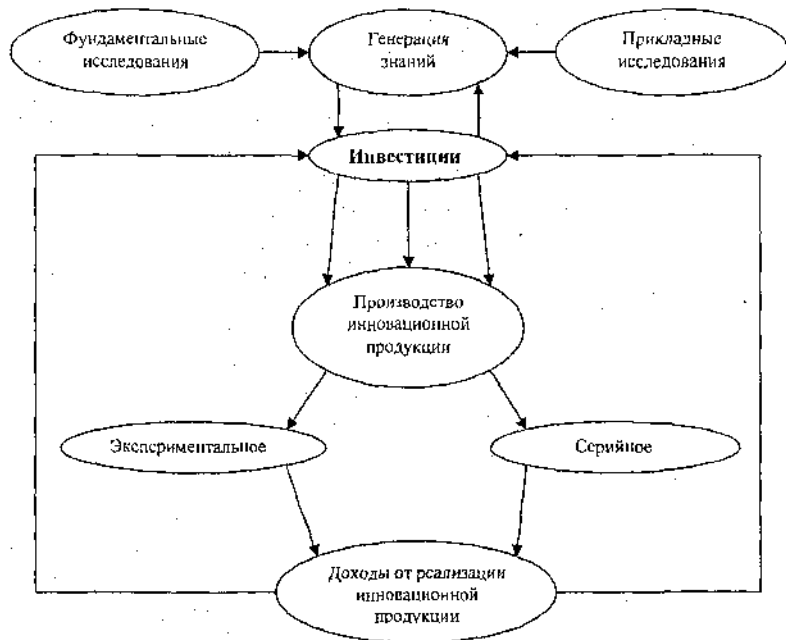 Фундаментальные
исследования
Генерация
знаний
Прикладные
исследования
Инвестиции
Производство
инновационной
продукции
Экспериментальное
Серийное
Доходы от реализации
инновационной
продукции